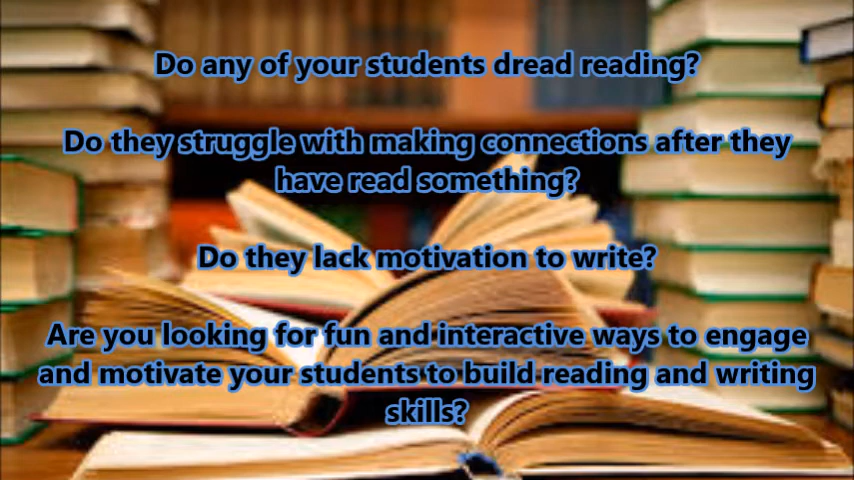 Do any of your students dread reading?
Do they struggle with making connections after they
have read something?
Do they lack motivation to write?
Are you looking for fun and interactive ways to engage
and motivate your students to build reading and writing
skills?